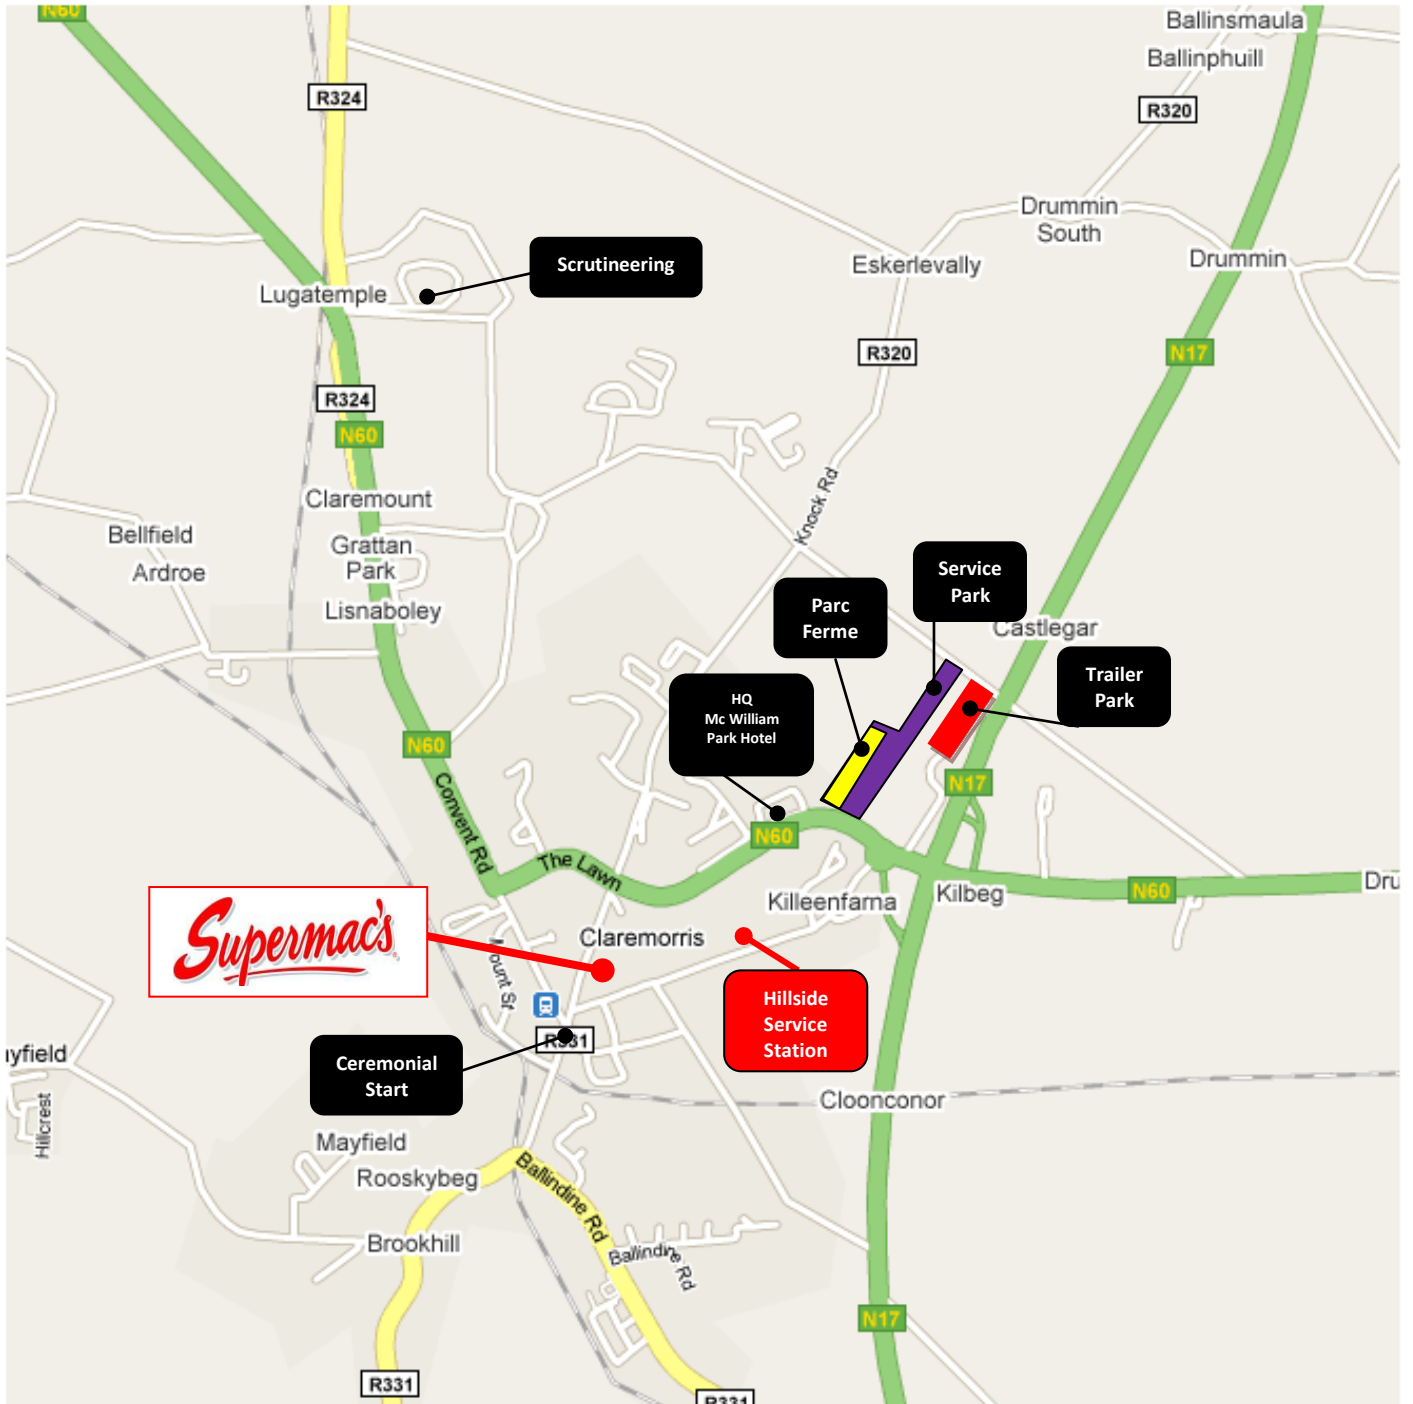 N60
Ballinsmaula
Ballinphuill
R324
R320
Drummin
South
Scrutineering
Eskerlevally
Drummin
Lugatemple
R320
N17
R324
N60
Claremount
Knock Rd
Bellfield
Grattan
Park
Ardroe
Lisnaboley
Service
Park
Parc
Ferme
Castlegar
Trailer
Park
HQ
Mc William
Park Hotel
N60
N17
Convent Rd
N60
The Lawn
Killeenfarna
Kilbeg
N60
Dru
Supermac's
Claremorris
Mount St
Hillside
Service
Station
R331
Ceremonial
Start
yfield
Hillcrest
Cloonconor
Mayfield
Rooskybeg
Ballindine Rd
Brookhill
Ballindine Rd
N17
R331
R331